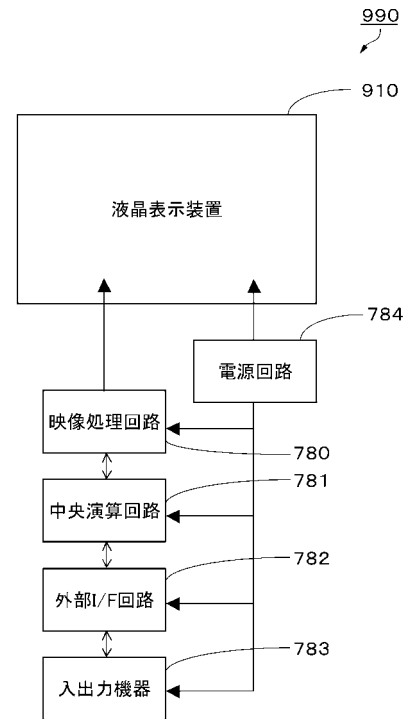 990
910
液晶表示装置
784
電源回路
映像処理回路
780
781
中央演算回路
782
外部I/F回路
783
入出力機器